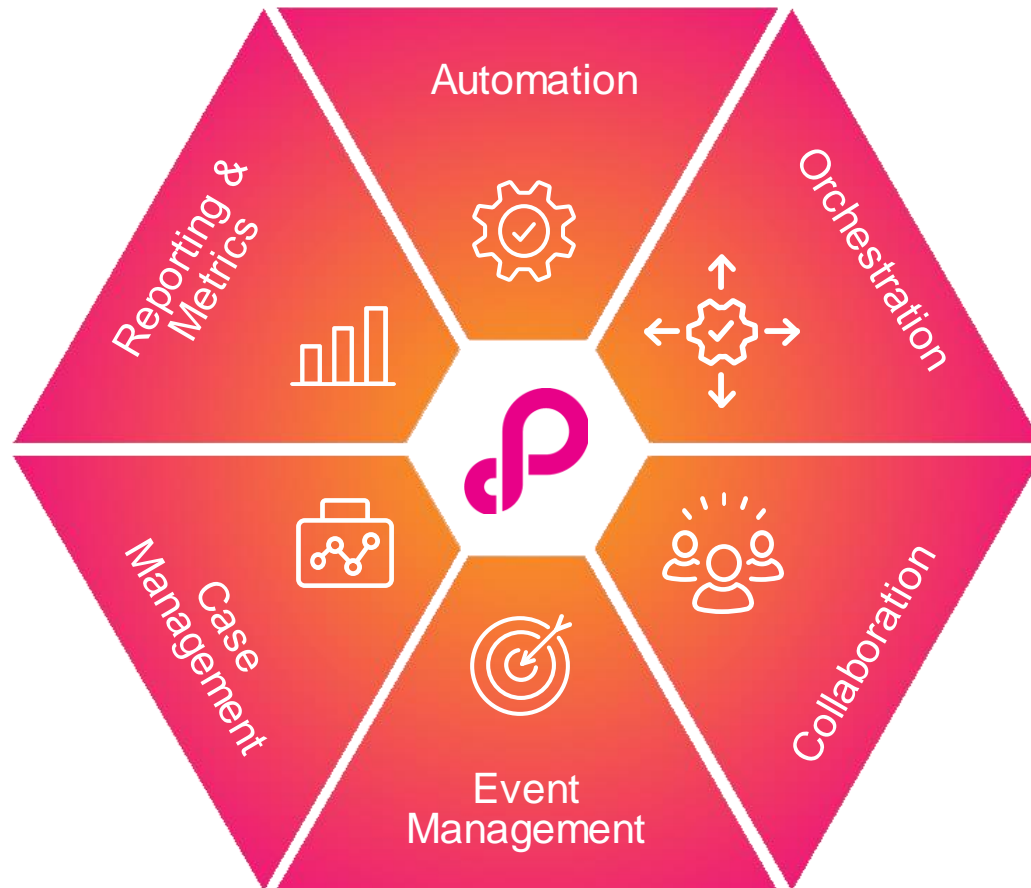 Automation
Orchestration
Collaboration
Event
Management
Case
Management
Reporting &
Metrics